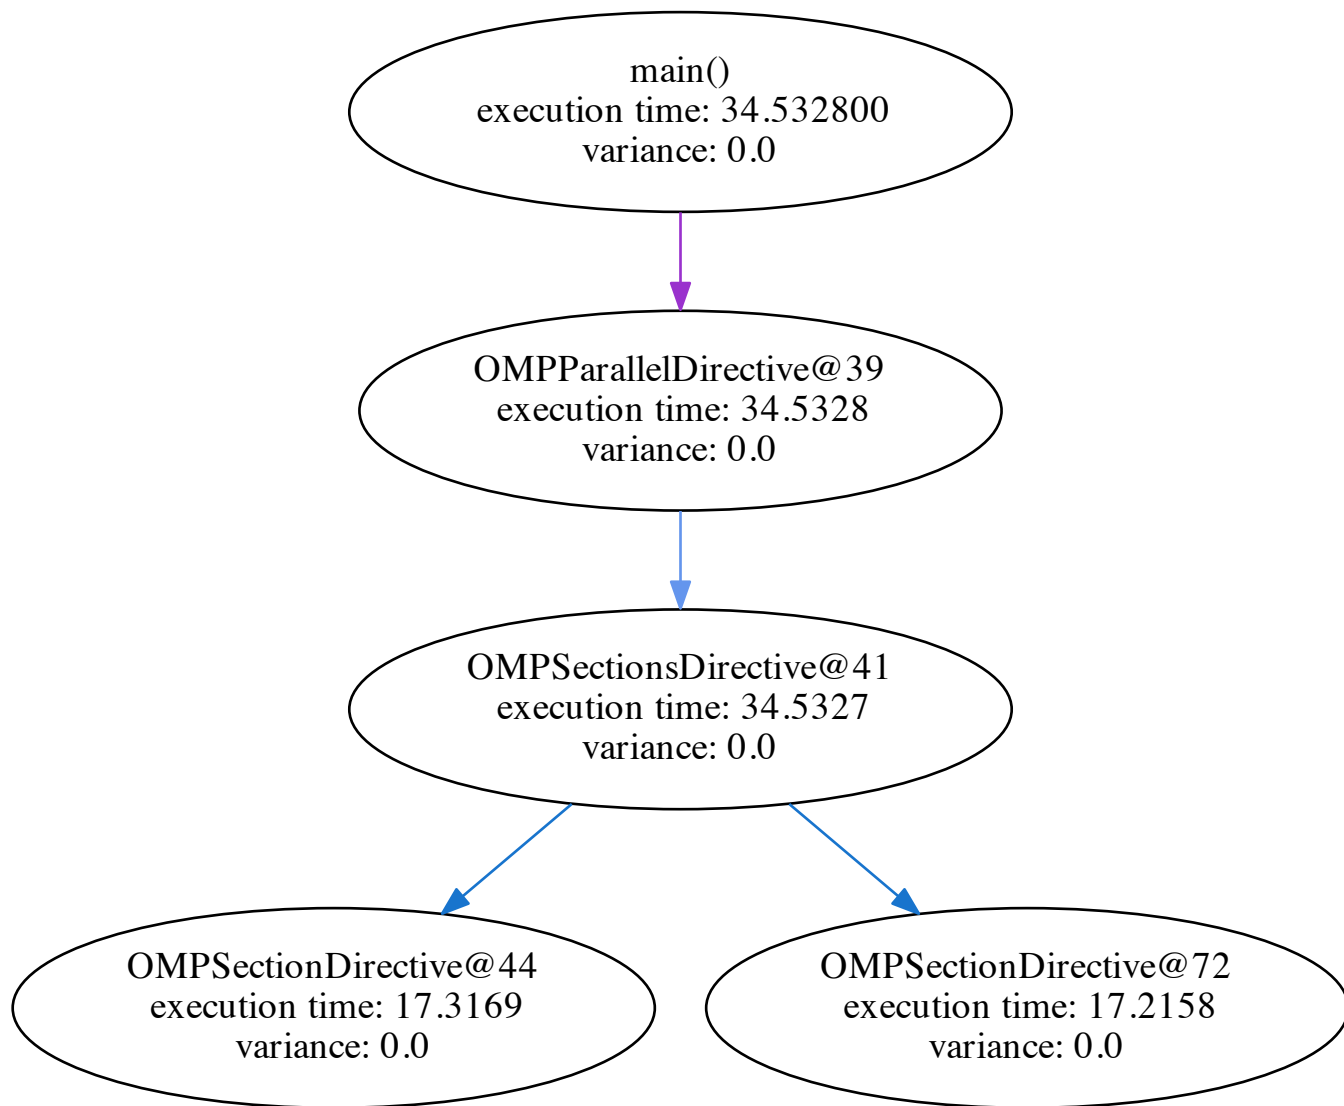 main()
execution time: 34.532800
variance: 0.0
OMPParallelDirective@39
execution time: 34.5328
variance: 0.0
OMPSectionsDirective@41
execution time: 34.5327
variance: 0.0
OMPSectionDirective@44
execution time: 17.3169
variance: 0.0
OMPSectionDirective@72
execution time: 17.2158
variance: 0.0